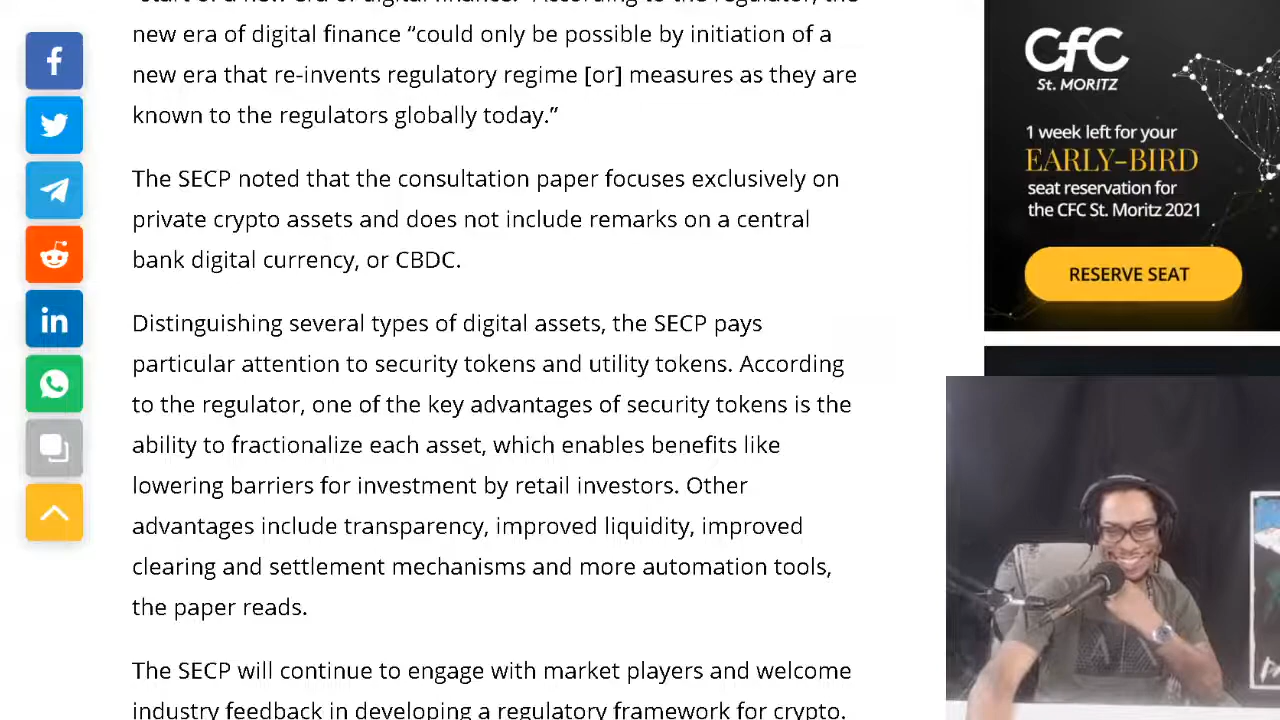 new era of digital finance “could only be possible by initiation of a
new era that re-invents regulatory regime [or] measures as they are
known to the regulators globally today.”
The SECP noted that the consultation paper focuses exclusively on
private crypto assets and does not include remarks on a central
bank digital currency, or CBDC.
Distinguishing several types of digital assets, the SECP pays
particular attention to security tokens and utility tokens. According
to the regulator, one of the key advantages of security tokens is the
ability to fractionalize each asset, which enables benefits like
lowering barriers for investment by retail investors. Other
advantages include transparency, improved liquidity, improved
clearing and settlement mechanisms and more automation tools,
the paper reads.
The SECP will continue to engage with market players and welcome
industry feedback in developing a regulatory framework for crypto.
CfC
St. MORITZ
1 week left for your
EARLY-BIRD
seat reservation for
the CFC St. Moritz 2021
RESERVE SEAT